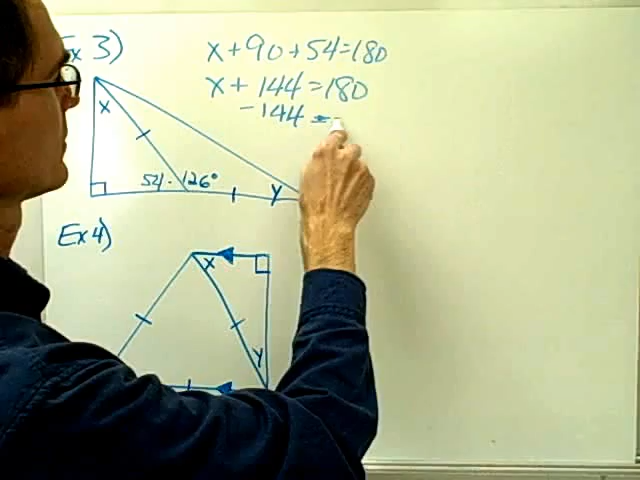 Ex 3)
x + 90 + 54 = 180
x + 144 = 180
-144 = -
x
54° 126°
y
Ex 4)
x
y